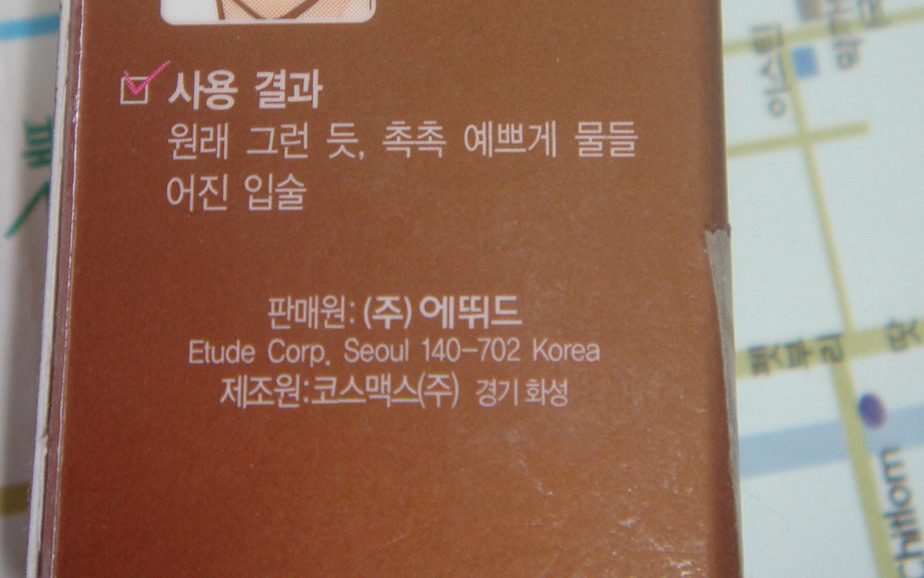 사용 결과
원래 그런 듯, 촉촉 예쁘게 물들
어진 입술
판매원: (주) 에뛰드
Etude Corp. Seoul 140-702 Korea
제조원:코스맥스(주) 경기 화성
chitlom